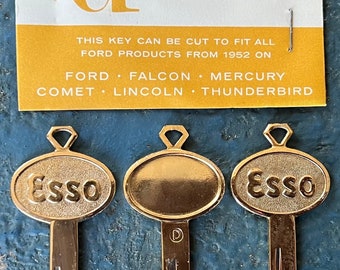 THIS KEY CAN BE CUT TO FIT ALL
FORD PRODUCTS FROM 1952 ON
FORD · FALCON · MERCURY
COMET · LINCOLN · THUNDERBIRD
Esso
Esso
D